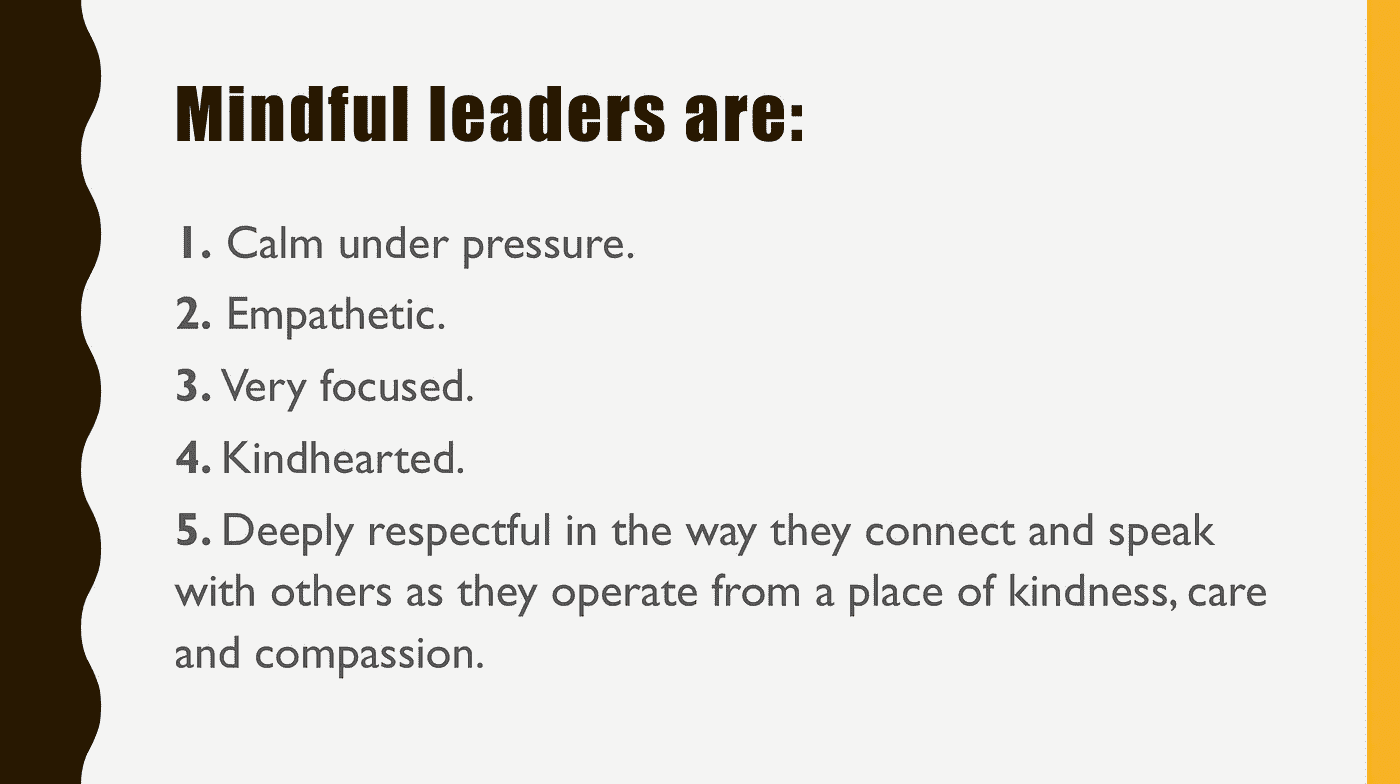 Mindful leaders are:
1. Calm under pressure.
2. Empathetic.
3. Very focused.
4. Kindhearted.
5. Deeply respectful in the way they connect and speak
with others as they operate from a place of kindness, care
and compassion.